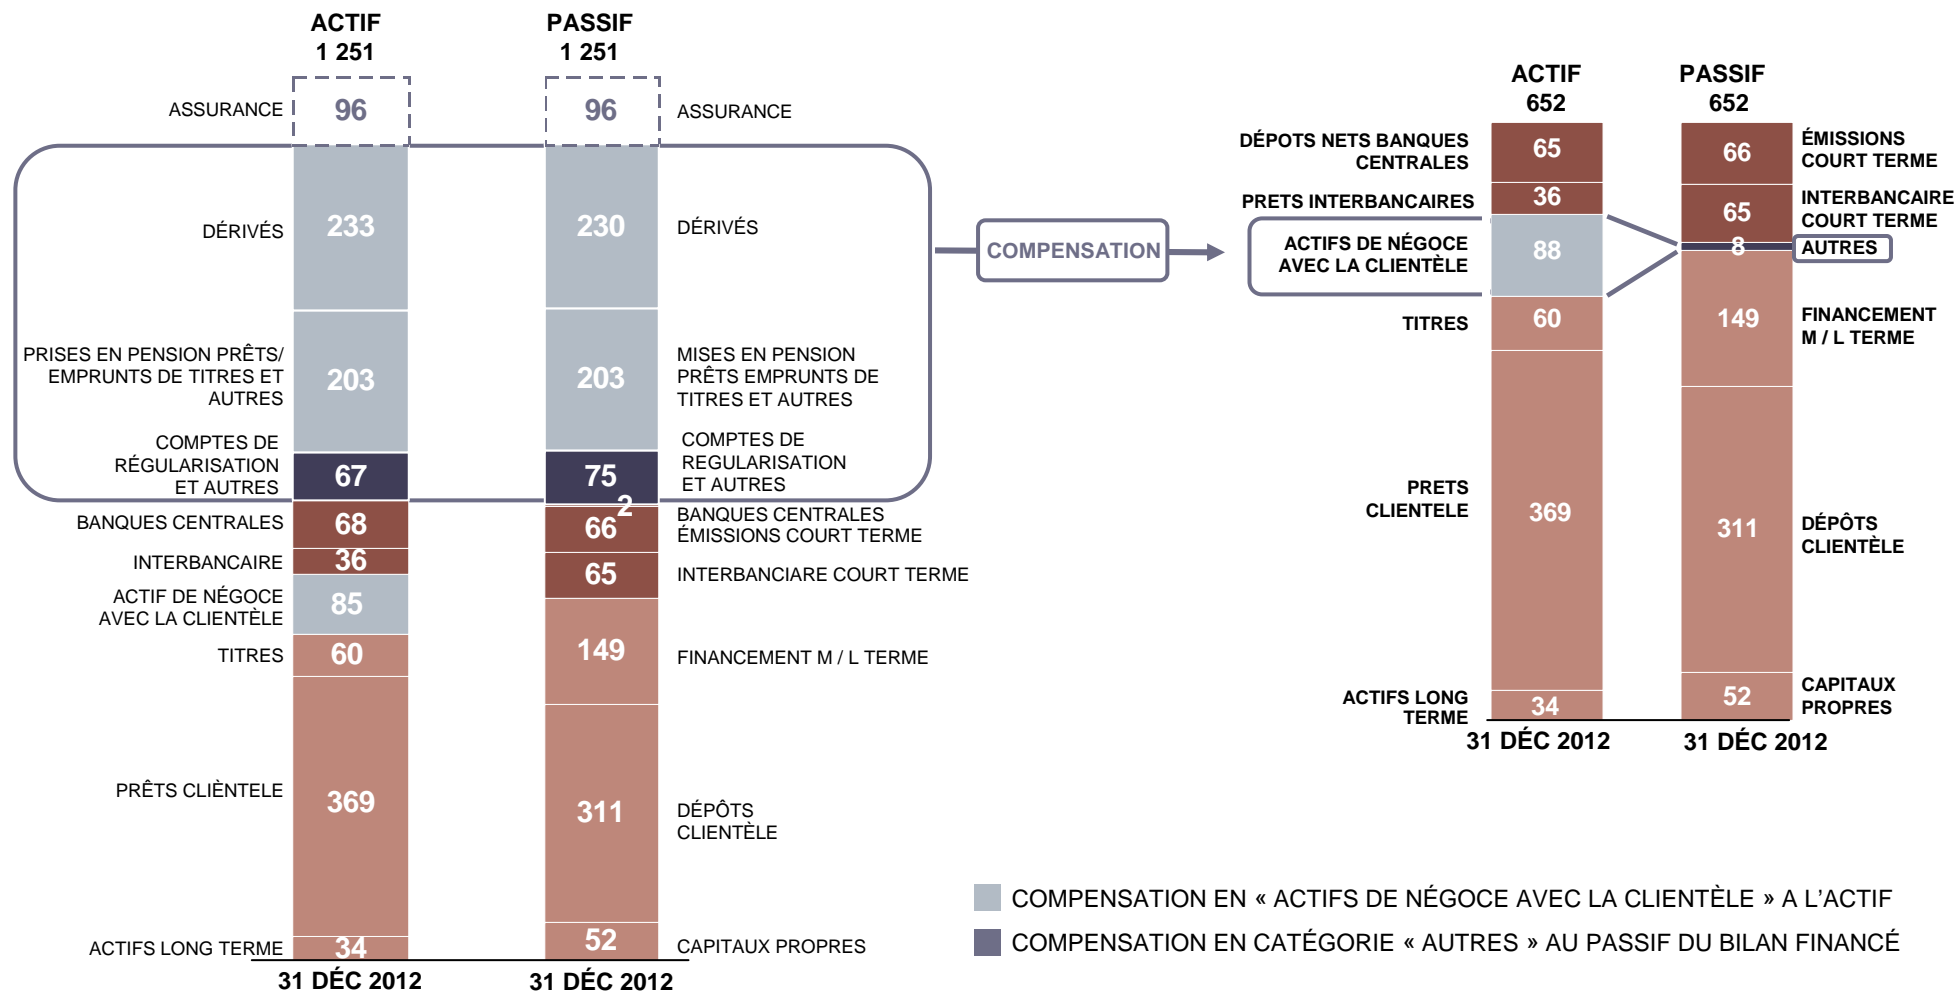 ACTIF
1 251
PASSIF
1 251
ASSURANCE
96
96
ASSURANCE
DÉRIVÉS
233
230
DÉRIVÉS
PRISES EN PENSION PRÊTS/
EMPRUNTS DE TITRES ET
AUTRES
203
203
MISES EN PENSION
PRÊTS EMPRUNTS DE
TITRES ET AUTRES
COMPTES DE
RÉGULARISATION
ET AUTRES
67
75
COMPTES DE
REGULARISATION
ET AUTRES
BANQUES CENTRALES
68
2
66
BANQUES CENTRALES
ÉMISSIONS COURT TERME
INTERBANCAIRE
36
65
INTERBANCIARE COURT TERME
ACTIF DE NÉGOCE
AVEC LA CLIENTÈLE
85
TITRES
60
149
FINANCEMENT M / L TERME
PRÊTS CLIÈNTELE
369
311
DÉPÔTS
CLIENTÈLE
ACTIFS LONG TERME
34
52
CAPITAUX PROPRES
31 DÉC 2012
31 DÉC 2012
COMPENSATION
ACTIF
652
PASSIF
652
DÉPOTS NETS BANQUES
CENTRALES
65
66
ÉMISSIONS
COURT TERME
PRETS INTERBANCAIRES
36
65
INTERBANCAIRE
COURT TERME
ACTIFS DE NÉGOCE
AVEC LA CLIENTÈLE
88
8
AUTRES
TITRES
60
149
FINANCEMENT
M / L TERME
PRETS
CLIENTELE
369
311
DÉPÔTS
CLIENTÈLE
ACTIFS LONG
TERME
34
52
CAPITAUX
PROPRES
31 DÉC 2012
31 DÉC 2012
COMPENSATION EN « ACTIFS DE NÉGOCE AVEC LA CLIENTÈLE » A L’ACTIF
COMPENSATION EN CATÉGORIE « AUTRES » AU PASSIF DU BILAN FINANCÉ